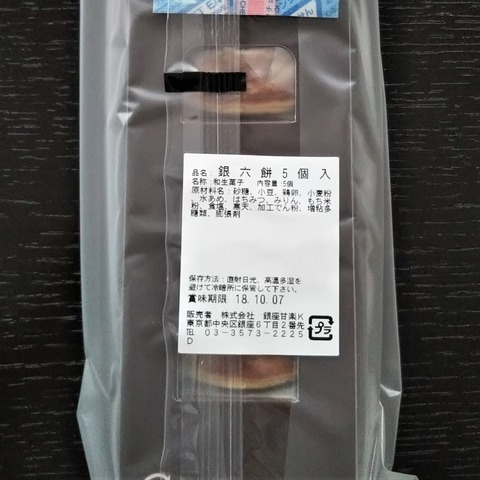 品名: 銀六餅5個入
名称:和生菓子 内容量:5個
原材料名:砂糖、小豆、鶏卵、小麦粉
、水あめ、はちみつ、みりん、もち米
粉、食塩、寒天、加工でん粉、増粘多
糖類、膨張剤
保存方法:直射日光、高温多湿を
避けて冷暗所に保管して下さい。
賞味期限 18.10.07
販売者 株式会社 銀座甘楽K
東京都中央区銀座6丁目2番先
TEL 03-3573-2225
D
プラ